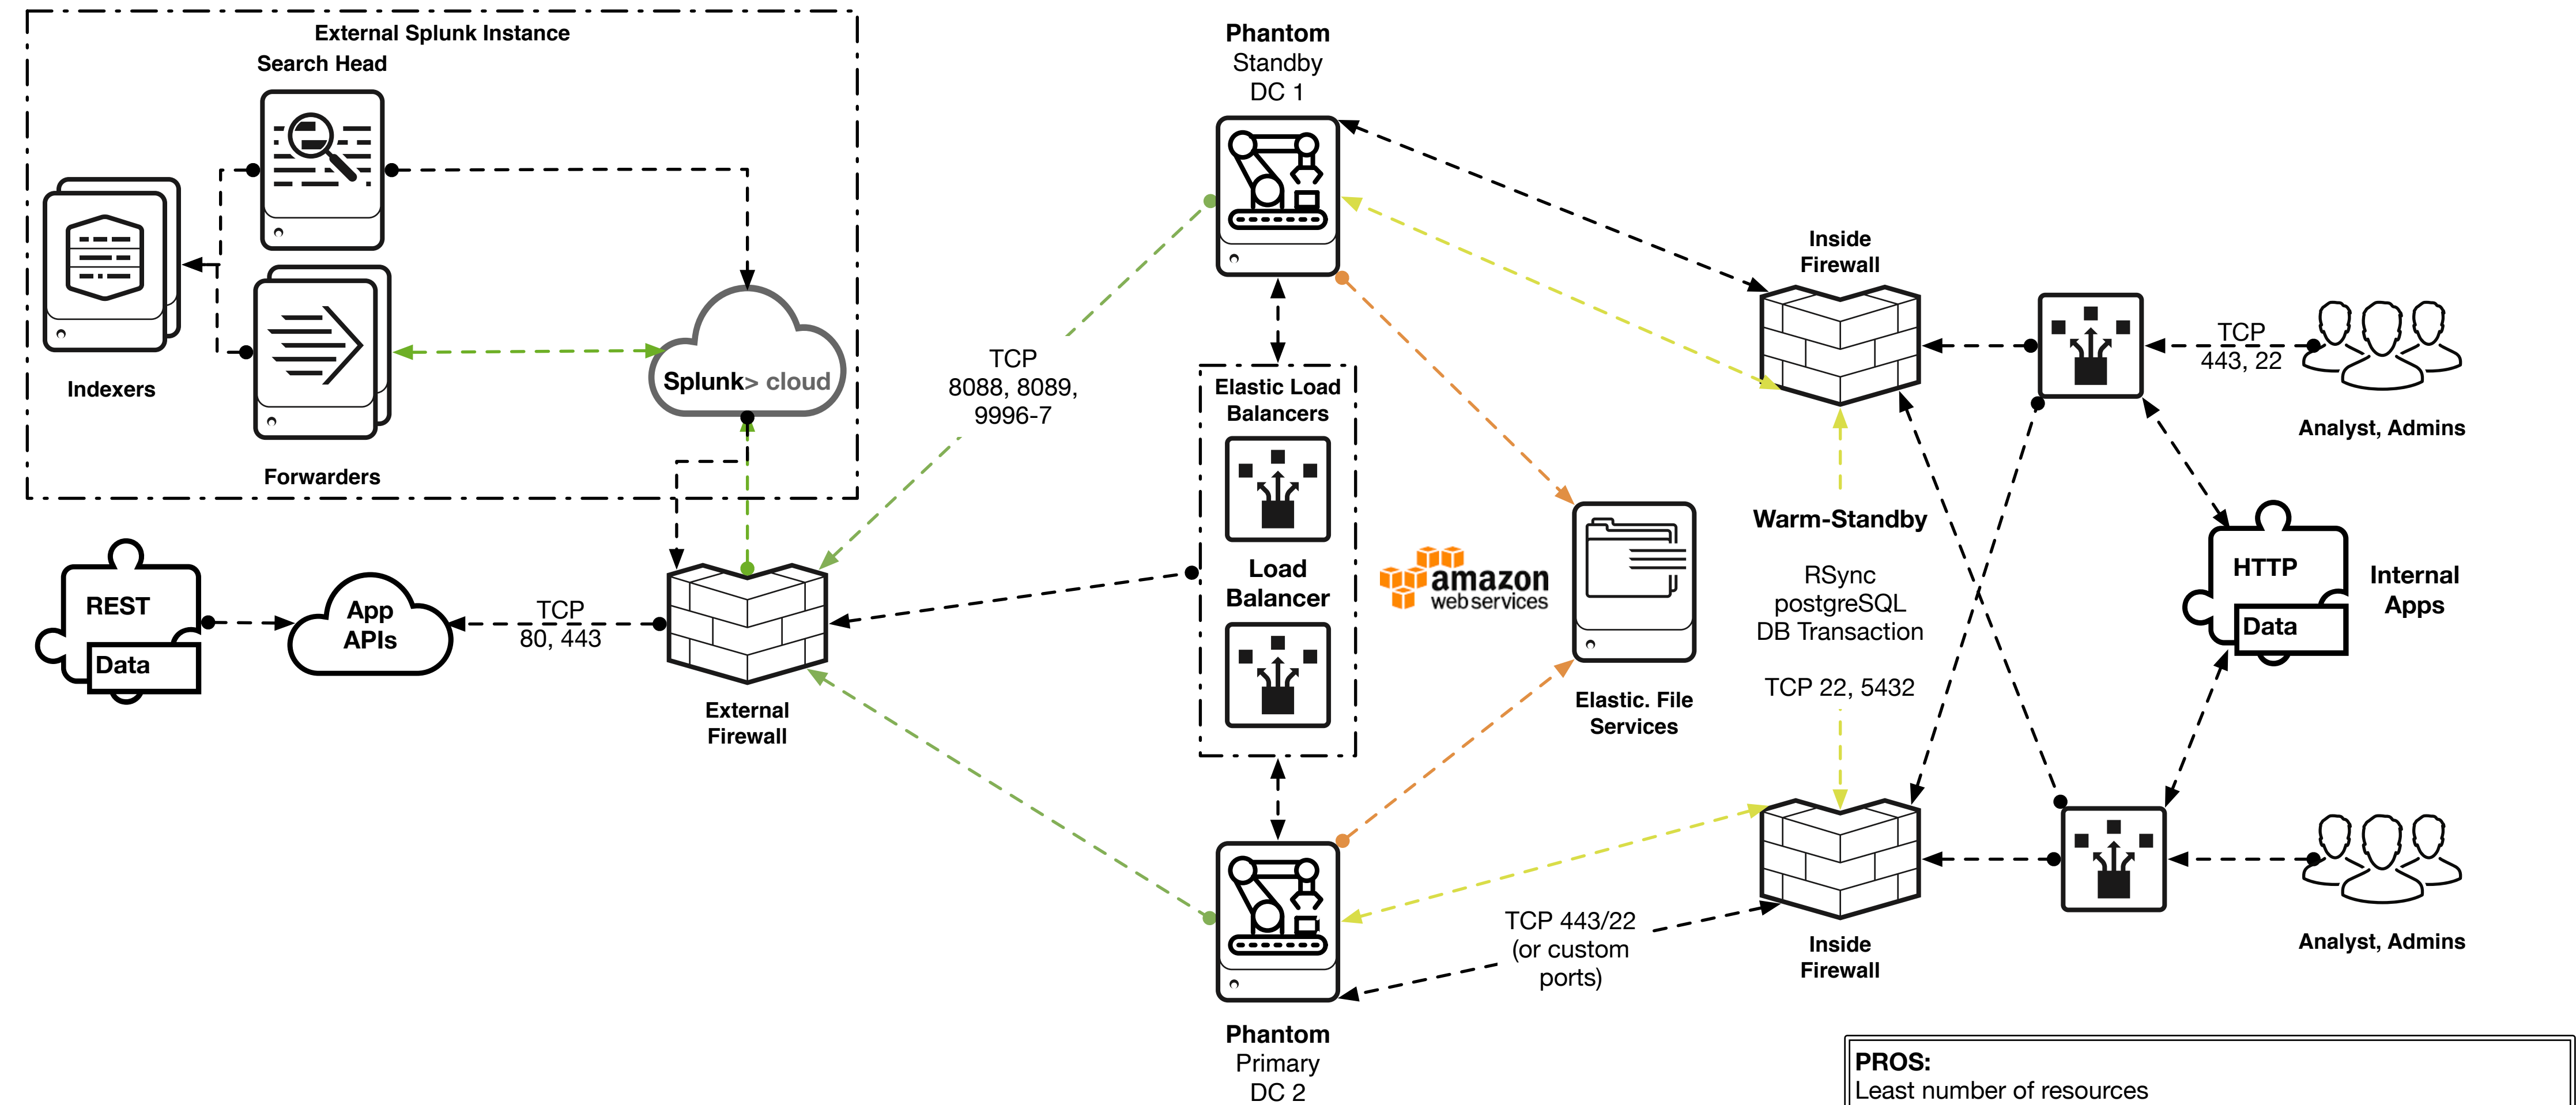 External Splunk Instance
Search Head
Indexers
Forwarders
Splunk> cloud
REST
Data
App
APIs
TCP
80, 443
External
Firewall
TCP
8088, 8089,
9996-7
Phantom
Standby
DC 1
Elastic Load
Balancers
Load
Balancer
Phantom
Primary
DC 2
amazon
webservices
Elastic. File
Services
Inside
Firewall
Warm-Standby
RSync
postgreSQL
DB Transaction
TCP 22, 5432
TCP 443/22
(or custom
ports)
Inside
Firewall
TCP
443, 22
Analyst, Admins
HTTP
Data
Internal
Apps
Analyst, Admins
PROS:
Least number of resources